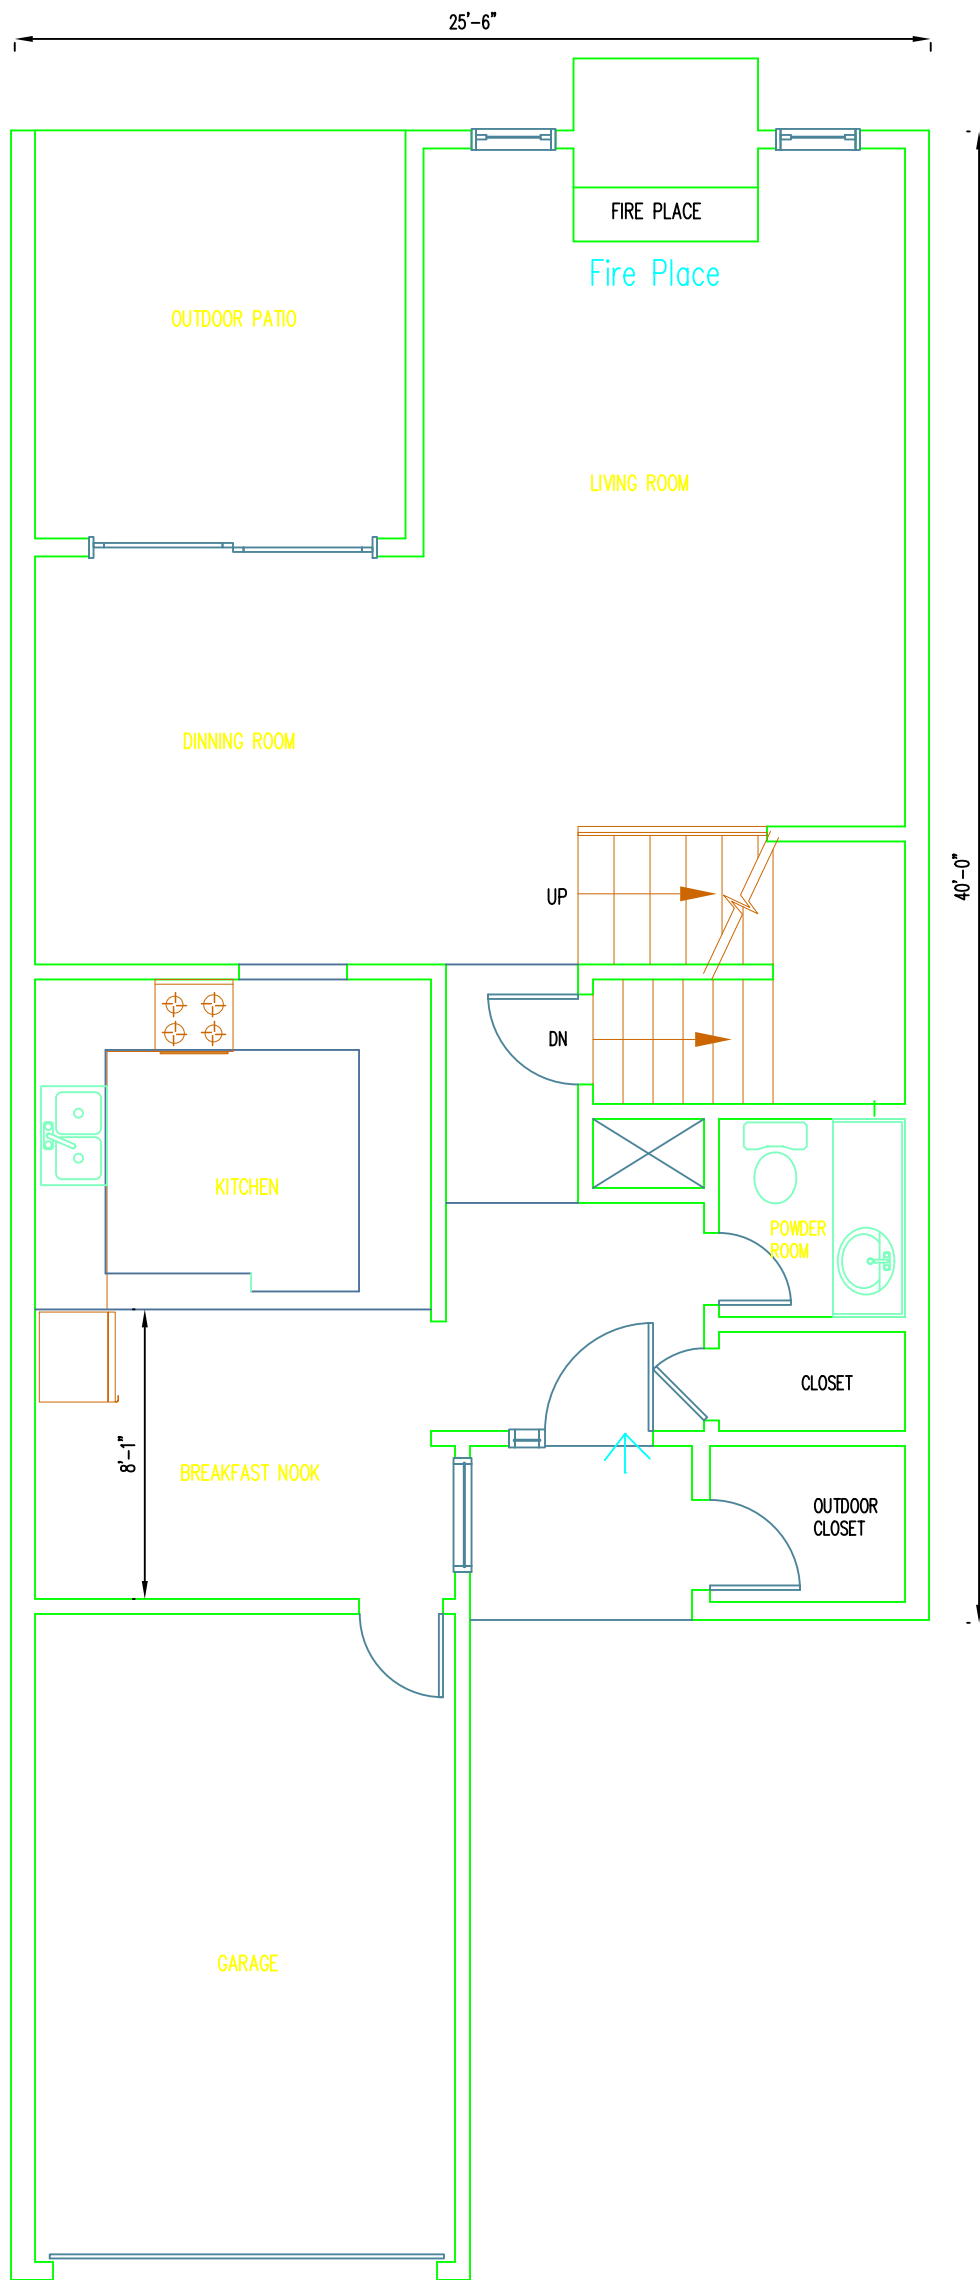 25'-6"
FIRE PLACE
Fire Place
OUTDOOR PATIO
LIVING ROOM
DINNING ROOM
40'-0"
UP
DN
KITCHEN
POWDER
ROOM
CLOSET
8'-1"
BREAKFAST NOOK
OUTDOOR
CLOSET
GARAGE